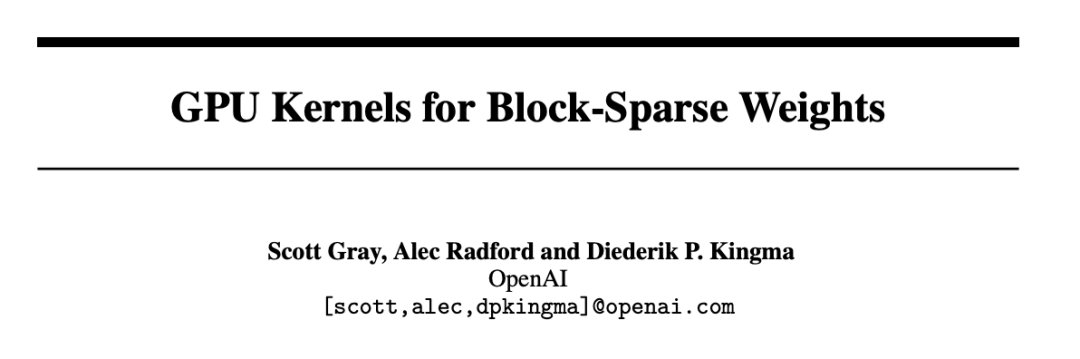 GPU Kernels for Block-Sparse Weights
Scott Gray, Alec Radford and Diederik P. Kingma
OpenAI
[scott,alec,dpkingma]@openai.com